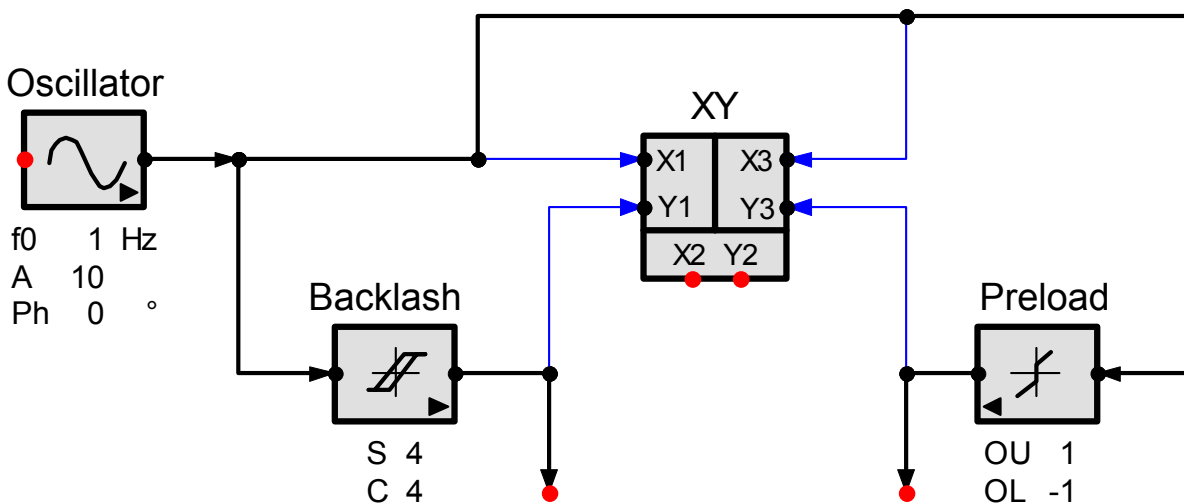 Oscillator
f0 1 Hz
A 10
Ph 0 °
XY
X1 X3
Y1 Y3
X2 Y2
Backlash
S 4
C 4
Preload
OU 1
OL -1